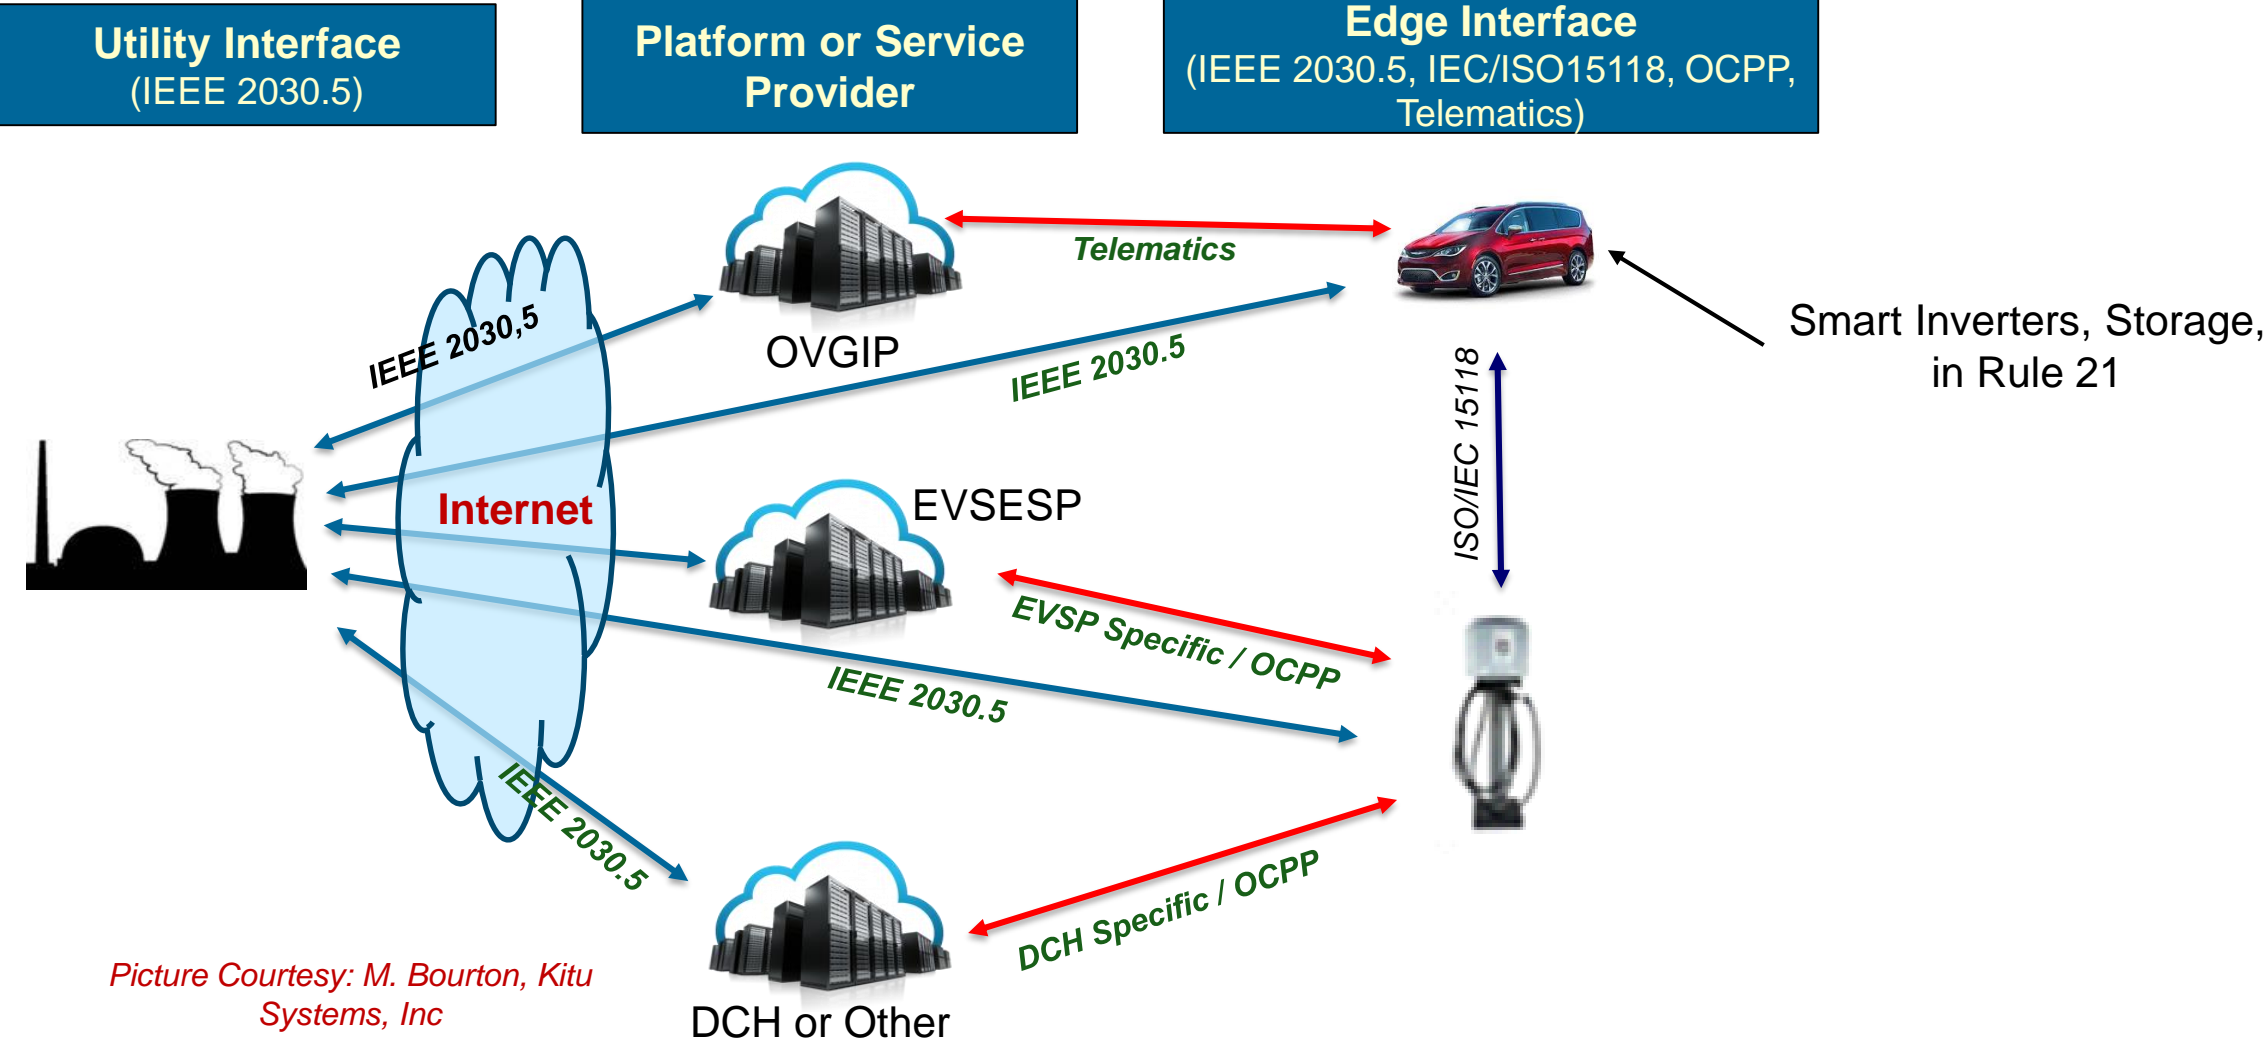 Utility Interface
(IEEE 2030.5)
Platform or Service
Provider
Edge Interface
(IEEE 2030.5, IEC/ISO15118, OCPP,
Telematics)
Telematics
IEEE 2030,5
OVGIP
IEEE 2030.5
Smart Inverters, Storage,
in Rule 21
ISO/IEC 15118
Internet
EVSESP
EVSP Specific / OCPP
IEEE 2030.5
IEEE 2030.5
DCH Specific / OCPP
Picture Courtesy: M. Bourton, Kitu
Systems, Inc
DCH or Other